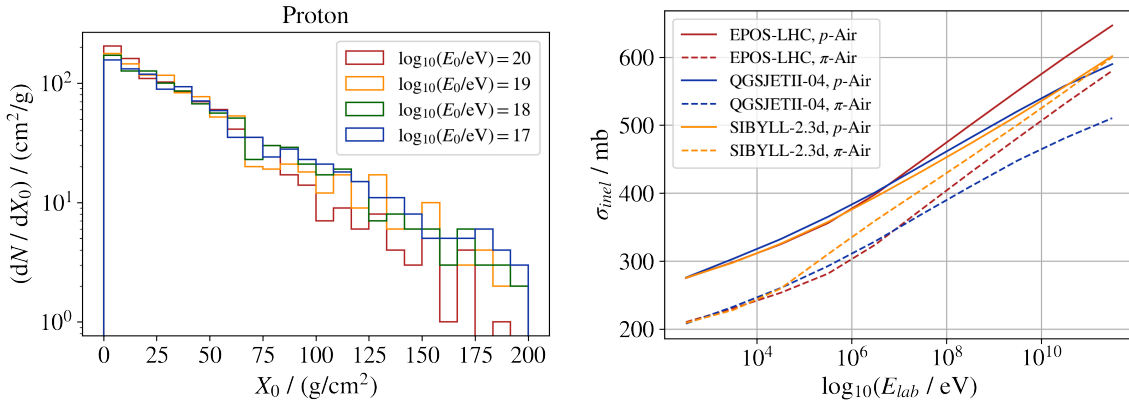 Proton
log₁₀(E₀/eV) = 20
log₁₀(E₀/eV) = 19
log₁₀(E₀/eV) = 18
log₁₀(E₀/eV) = 17
(dN / dX₀) / (cm²/g)
10²
10¹
10⁰
0 25 50 75 100 125 150 175 200
X₀ / (g/cm²)
EPOS-LHC, p-Air
EPOS-LHC, π-Air
QGSJETII-04, p-Air
QGSJETII-04, π-Air
SIBYLL-2.3d, p-Air
SIBYLL-2.3d, π-Air
σ_inel / mb
600
500
400
300
200
10⁴ 10⁶ 10⁸ 10¹⁰
log₁₀(E_lab / eV)